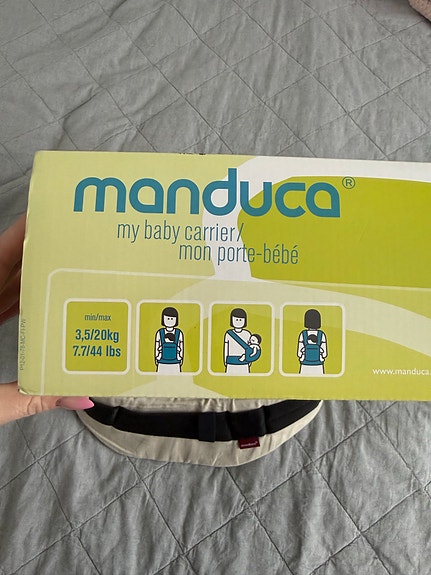 manduca®
my baby carrier/
mon porte-bébé
min/max
3,5/20kg
7.7/44 lbs
www.manduca.